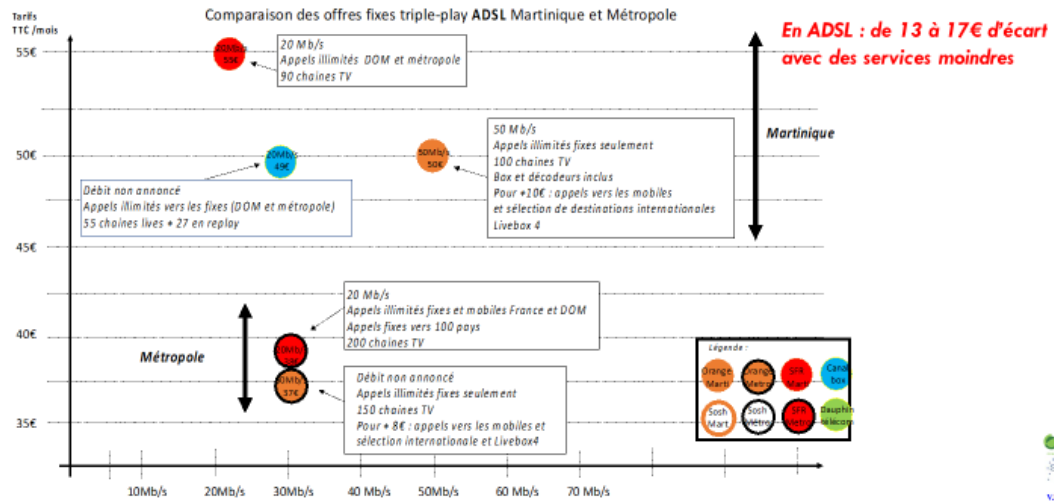 Tarifs
TTC /mois
Comparaison des offres fixes triple-play ADSL Martinique et Métropole
En ADSL : de 13 à 17€ d'écart
avec des services moindres
55€
20Mb/s
55€
20 Mb/s
Appels illimités DOM et métropole
90 chaines TV
50€
20Mb/s
49€
50Mb/s
50€
50 Mb/s
Appels illimités fixes seulement
100 chaines TV
Box et décodeurs inclus
Pour +10€ : appels vers les mobiles
et sélection de destinations internationales
Livebox 4
Martinique
Débit non annoncé
Appels illimités vers les fixes (DOM et métropole)
55 chaines lives + 27 en replay
45€
20 Mb/s
Appels illimités fixes et mobiles France et DOM
Appels fixes vers 100 pays
200 chaines TV
40€
Métropole
37€
Débit non annoncé
Appels illimités fixes seulement
150 chaines TV
Pour + 8€ : appels vers les mobiles et
sélection internationale et Livebox4
35€
Légende :
Orange
Marti
Orange
Metro
SFR
Marti
Canal
box
Sosh
Mart.
Sosh
Métro
SFR
Metro
Dauphin
télécom
10Mb/s
20Mb/s
30Mb/s
40 Mb/s
50Mb/s
60 Mb/s
70 Mb/s